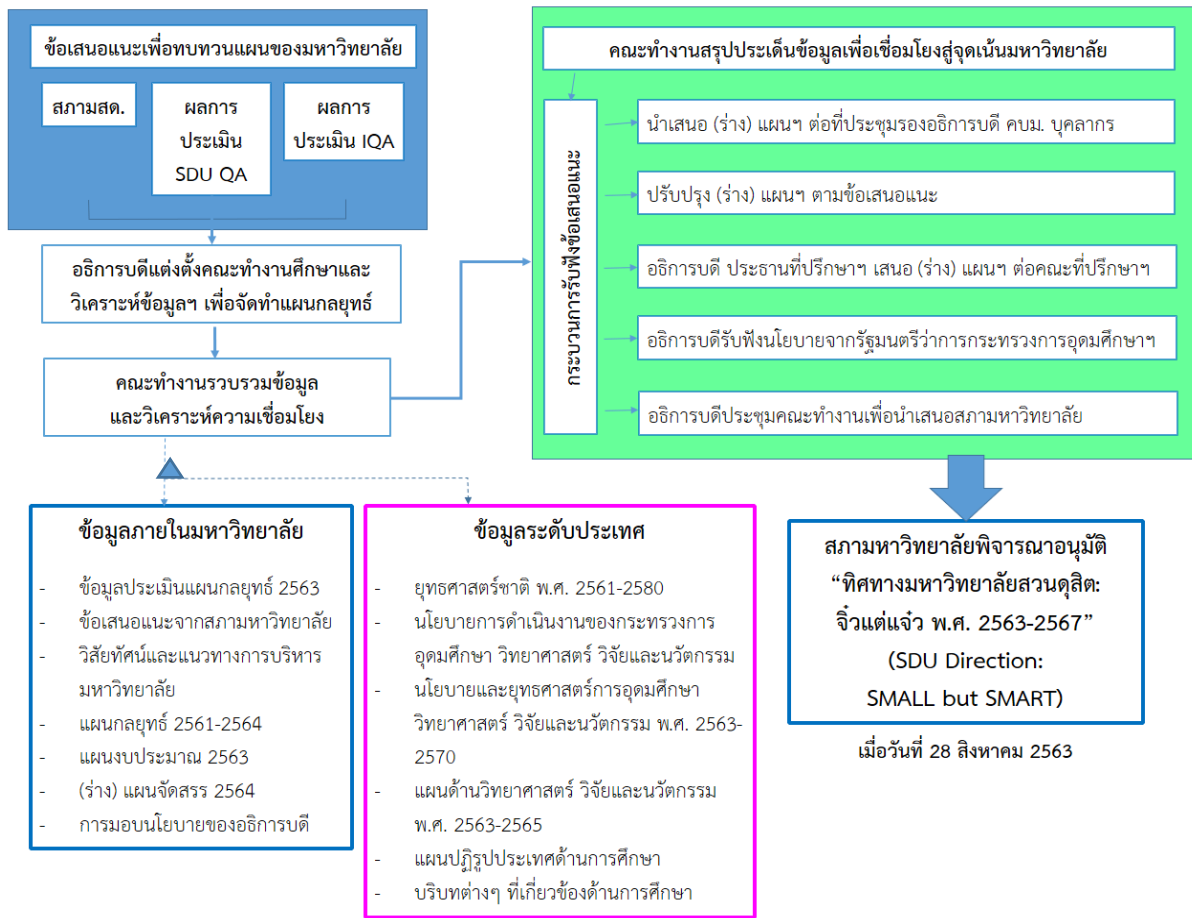 ข้อเสนอแนะเพื่อทบทวนแผนของมหาวิทยาลัย
สภามสด.
ผลการ
ประเมิน
SDU QA
ผลการ
ประเมิน IQA
อธิการบดีแต่งตั้งคณะทำงานศึกษาและ
วิเคราะห์ข้อมูลฯ เพื่อจัดทำแผนกลยุทธ์
คณะทำงานรวบรวมข้อมูล
และวิเคราะห์ความเชื่อมโยง
คณะทำงานสรุปประเด็นข้อมูลเพื่อเชื่อมโยงสู่จุดเน้นมหาวิทยาลัย
กระบวนการรับฟังข้อเสนอแนะ
นำเสนอ (ร่าง) แผนฯ ต่อที่ประชุมรองอธิการบดี คบม. บุคลากร
ปรับปรุง (ร่าง) แผนฯ ตามข้อเสนอแนะ
อธิการบดี ประธานที่ปรึกษาฯ เสนอ (ร่าง) แผนฯ ต่อคณะที่ปรึกษาฯ
อธิการบดีรับฟังนโยบายจากรัฐมนตรีว่าการกระทรวงการอุดมศึกษาฯ
อธิการบดีประชุมคณะทำงานเพื่อนำเสนอสภามหาวิทยาลัย
ข้อมูลภายในมหาวิทยาลัย
- ข้อมูลประเมินแผนกลยุทธ์ 2563
- ข้อเสนอแนะจากสภามหาวิทยาลัย
- วิสัยทัศน์และแนวทางการบริหาร
มหาวิทยาลัย
- แผนกลยุทธ์ 2561-2564
- แผนงบประมาณ 2563
- (ร่าง) แผนจัดสรร 2564
- การมอบนโยบายของอธิการบดี
ข้อมูลระดับประเทศ
- ยุทธศาสตร์ชาติ พ.ศ. 2561-2580
- นโยบายการดำเนินงานของกระทรวงการ
อุดมศึกษา วิทยาศาสตร์ วิจัยและนวัตกรรม
- นโยบายและยุทธศาสตร์การอุดมศึกษา
วิทยาศาสตร์ วิจัยและนวัตกรรม พ.ศ. 2563-
2570
- แผนด้านวิทยาศาสตร์ วิจัยและนวัตกรรม
พ.ศ. 2563-2565
- แผนปฏิรูปประเทศด้านการศึกษา
- บริบทต่างๆ ที่เกี่ยวข้องด้านการศึกษา
สภามหาวิทยาลัยพิจารณาอนุมัติ
“ทิศทางมหาวิทยาลัยสวนดุสิต:
จิ๋วแต่แจ๋ว พ.ศ. 2563-2567”
(SDU Direction:
SMALL but SMART)
เมื่อวันที่ 28 สิงหาคม 2563